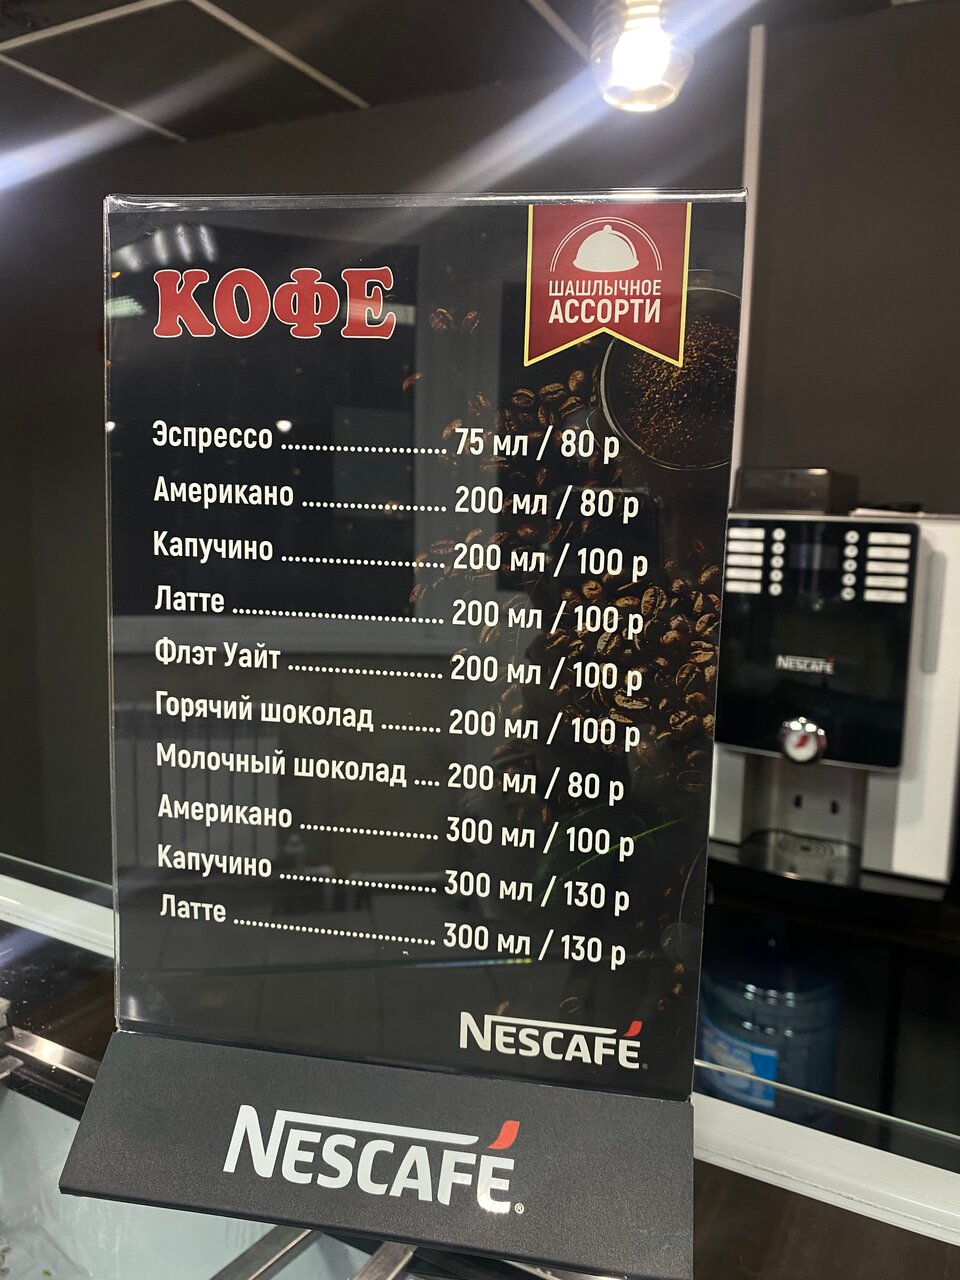 КОФЕ
ШАШЛЫЧНОЕ
АССОРТИ
Эспрессо ........................ 75 мл / 80 р
Американо ..................... 200 мл / 80 р
Капучино ........................ 200 мл / 100 р
Латте ............................... 200 мл / 100 р
Флэт Уайт ....................... 200 мл / 100 р
Горячий шоколад ......... 200 мл / 100 р
Молочный шоколад .... 200 мл / 80 р
Американо .................... 300 мл / 100 р
Капучино ....................... 300 мл / 130 р
Латте .............................. 300 мл / 130 р
NESCAFÉ®
NESCAFÉ®
NESCAFÉ